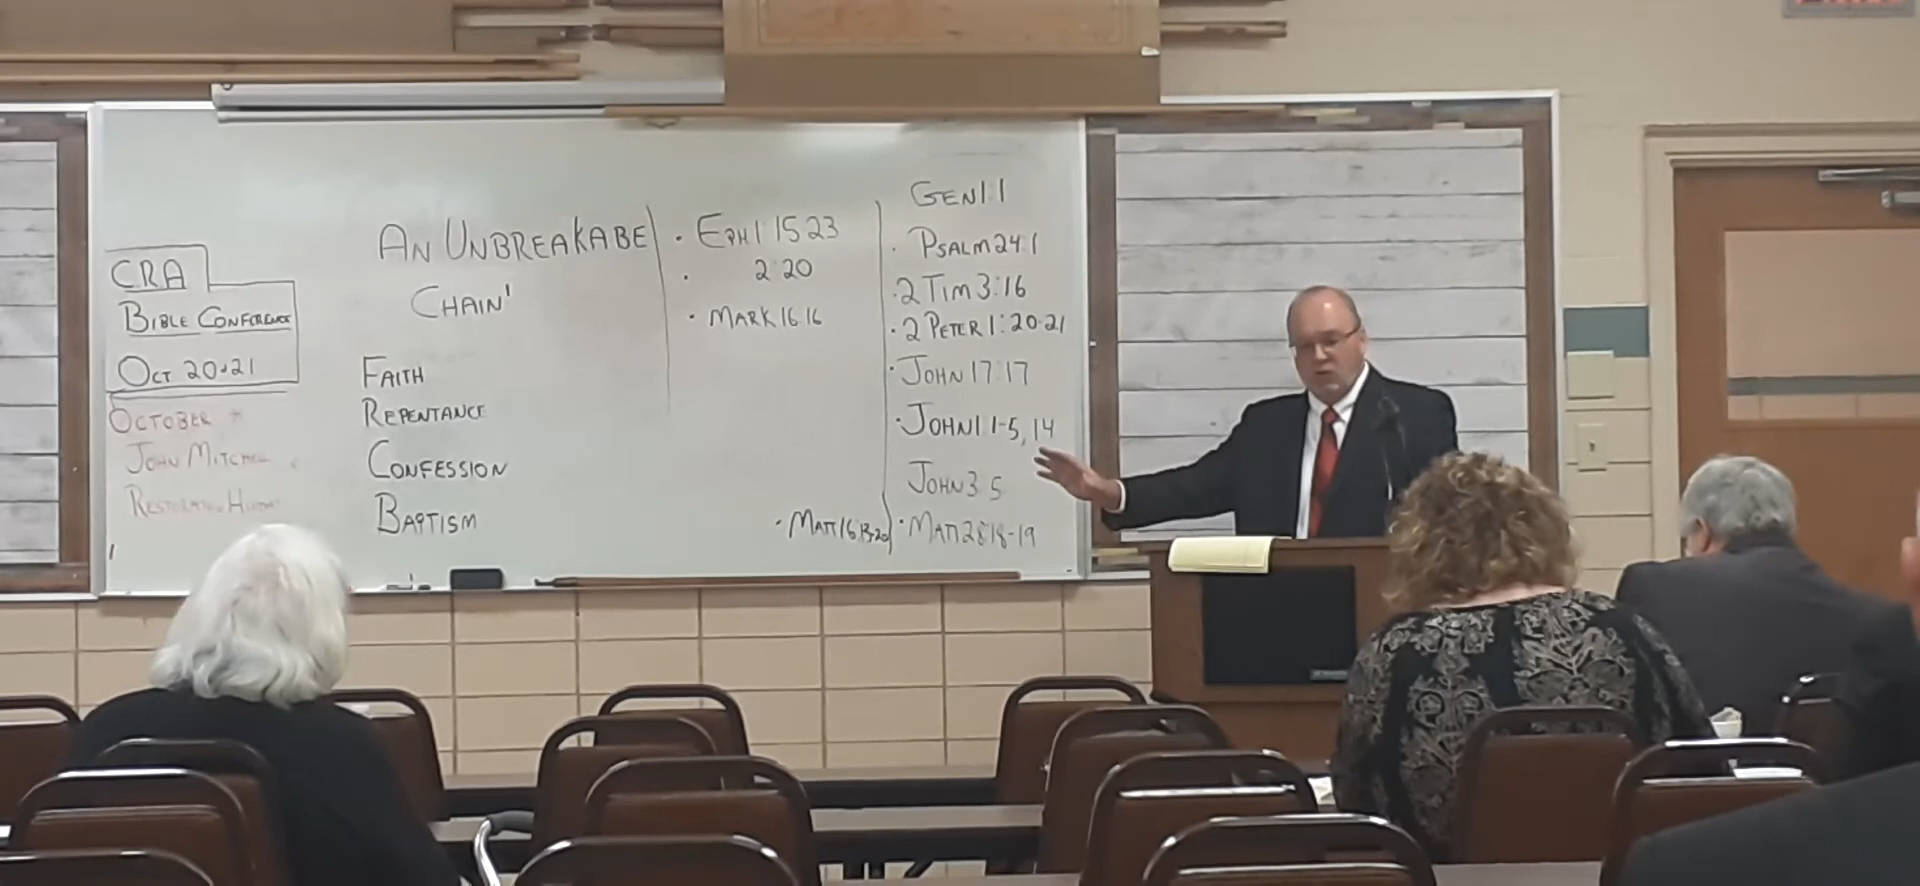 CRA
BIBLE CONFERENCE
OCT 20-21
OCTOBER *
JOHN MITCHELL
AN UNBREAKABE
CHAIN'
FAITH
REPENTANCE
CONFESSION
BAPTISM
• EPH 1 15 23
• 2:20
• MARK 16:16
• MATT 16:13-20
GEN 1:1
• PSALM 24:1
• 2 TIM 3:16
• 2 PETER 1:20-21
• JOHN 17:17
• JOHN 1 1-5, 14
JOHN 3:5
• MATT 28:18-19